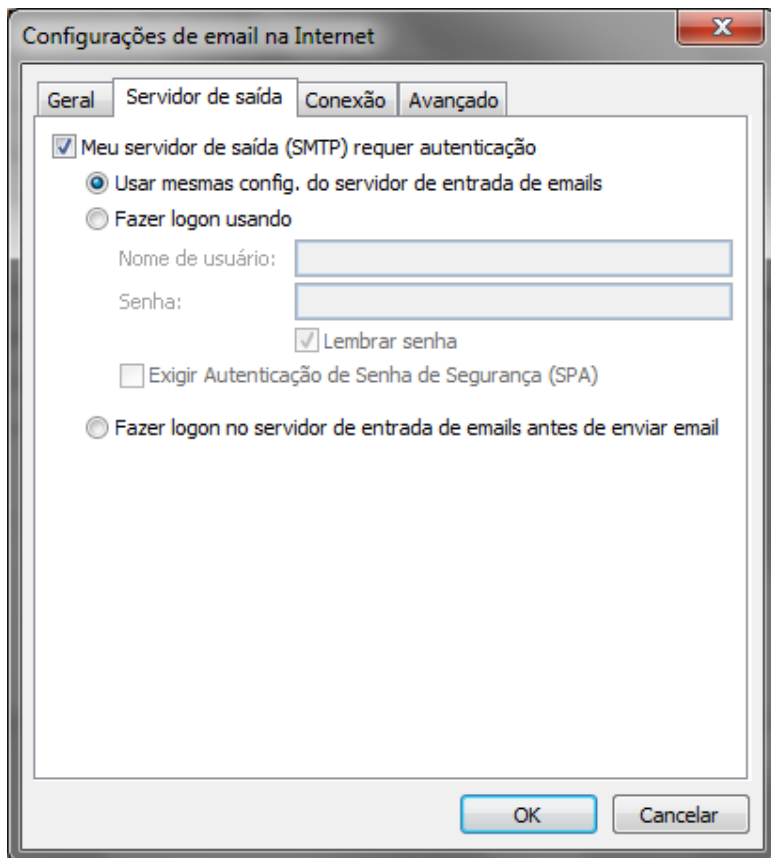 Configurações de email na Internet
Geral Servidor de saída Conexão Avançado
Meu servidor de saída (SMTP) requer autenticação
Usar mesmas config. do servidor de entrada de emails
Fazer logon usando
Nome de usuário:
Senha:
Lembrar senha
Exigir Autenticação de Senha de Segurança (SPA)
Fazer logon no servidor de entrada de emails antes de enviar email
OK Cancelar